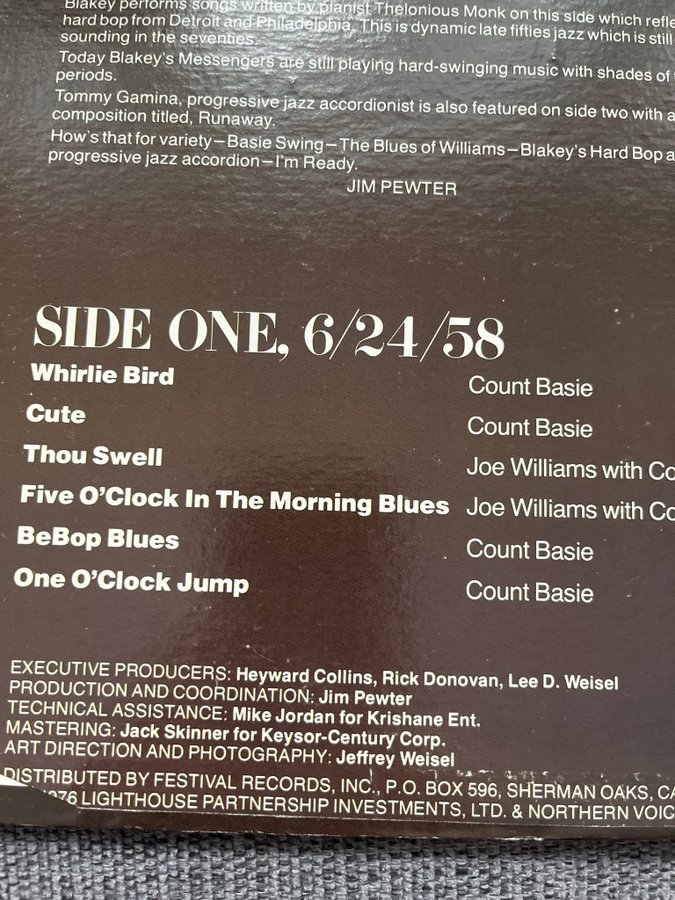 Blakey performs songs written by pianist Thelonious Monk on this side which refle
hard bop from Detroit and Philadelphia. This is dynamic late fifties jazz which is still
sounding in the seventies.
Today Blakey's Messengers are still playing hard-swinging music with shades of
periods.
Tommy Gamina, progressive jazz accordionist is also featured on side two with a
composition titled, Runaway.
How's that for variety—Basie Swing—The Blues of Williams—Blakey's Hard Bop a
progressive jazz accordion—I'm Ready.
JIM PEWTER
SIDE ONE, 6/24/58
Whirlie Bird Count Basie
Cute Count Basie
Thou Swell Joe Williams with Co
Five O'Clock In The Morning Blues Joe Williams with Co
BeBop Blues Count Basie
One O'Clock Jump Count Basie
EXECUTIVE PRODUCERS: Heyward Collins, Rick Donovan, Lee D. Weisel
PRODUCTION AND COORDINATION: Jim Pewter
TECHNICAL ASSISTANCE: Mike Jordan for Krishane Ent.
MASTERING: Jack Skinner for Keysor-Century Corp.
ART DIRECTION AND PHOTOGRAPHY: Jeffrey Weisel
DISTRIBUTED BY FESTIVAL RECORDS, INC., P.O. BOX 596, SHERMAN OAKS, CA
76 LIGHTHOUSE PARTNERSHIP INVESTMENTS, LTD. & NORTHERN VOIC